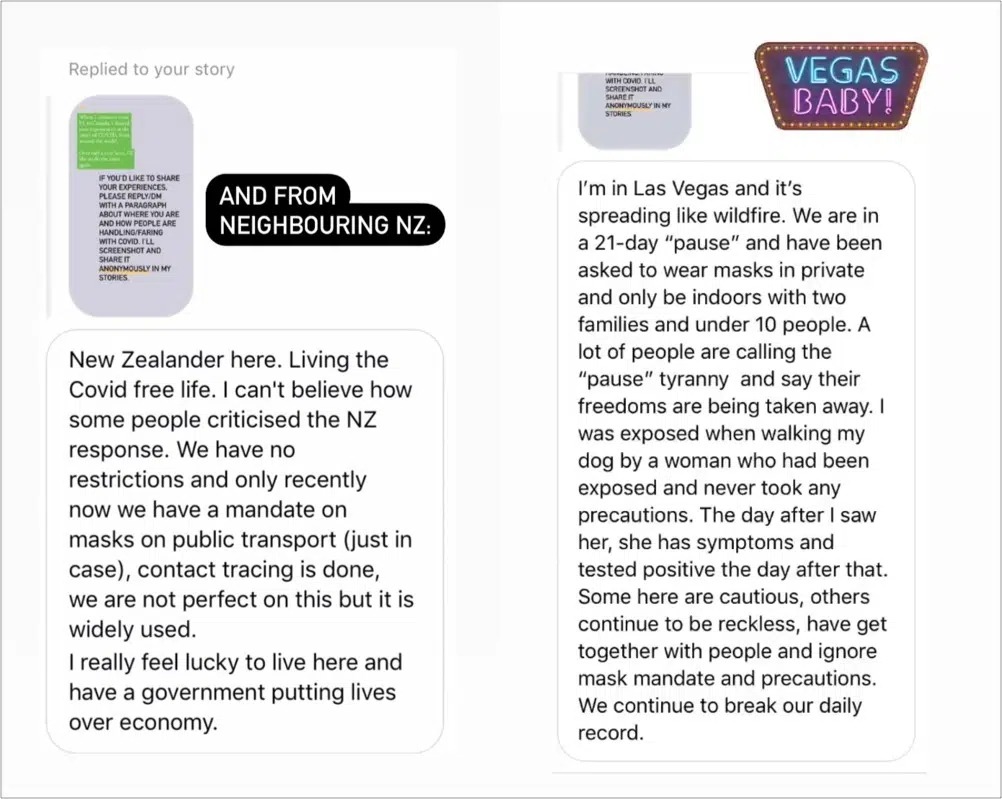 Replied to your story
IF YOU'D LIKE TO SHARE
YOUR EXPERIENCES,
PLEASE REPLY/DM
WITH A PARAGRAPH
ABOUT WHERE YOU ARE
AND HOW PEOPLE ARE
HANDLING/FARING
WITH COVID. I'LL
SCREENSHOT AND
SHARE IT
ANONYMOUSLY IN MY
STORIES.
AND FROM
NEIGHBOURING NZ:
New Zealander here. Living the
Covid free life. I can't believe how
some people criticised the NZ
response. We have no
restrictions and only recently
now we have a mandate on
masks on public transport (just in
case), contact tracing is done,
we are not perfect on this but it is
widely used.
I really feel lucky to live here and
have a government putting lives
over economy.
WITH COVID. I'LL
SCREENSHOT AND
SHARE IT
ANONYMOUSLY IN MY
STORIES.
VEGAS
BABY!
I'm in Las Vegas and it's
spreading like wildfire. We are in
a 21-day “pause” and have been
asked to wear masks in private
and only be indoors with two
families and under 10 people. A
lot of people are calling the
“pause” tyranny and say their
freedoms are being taken away. I
was exposed when walking my
dog by a woman who had been
exposed and never took any
precautions. The day after I saw
her, she has symptoms and
tested positive the day after that.
Some here are cautious, others
continue to be reckless, have get
together with people and ignore
mask mandate and precautions.
We continue to break our daily
record.